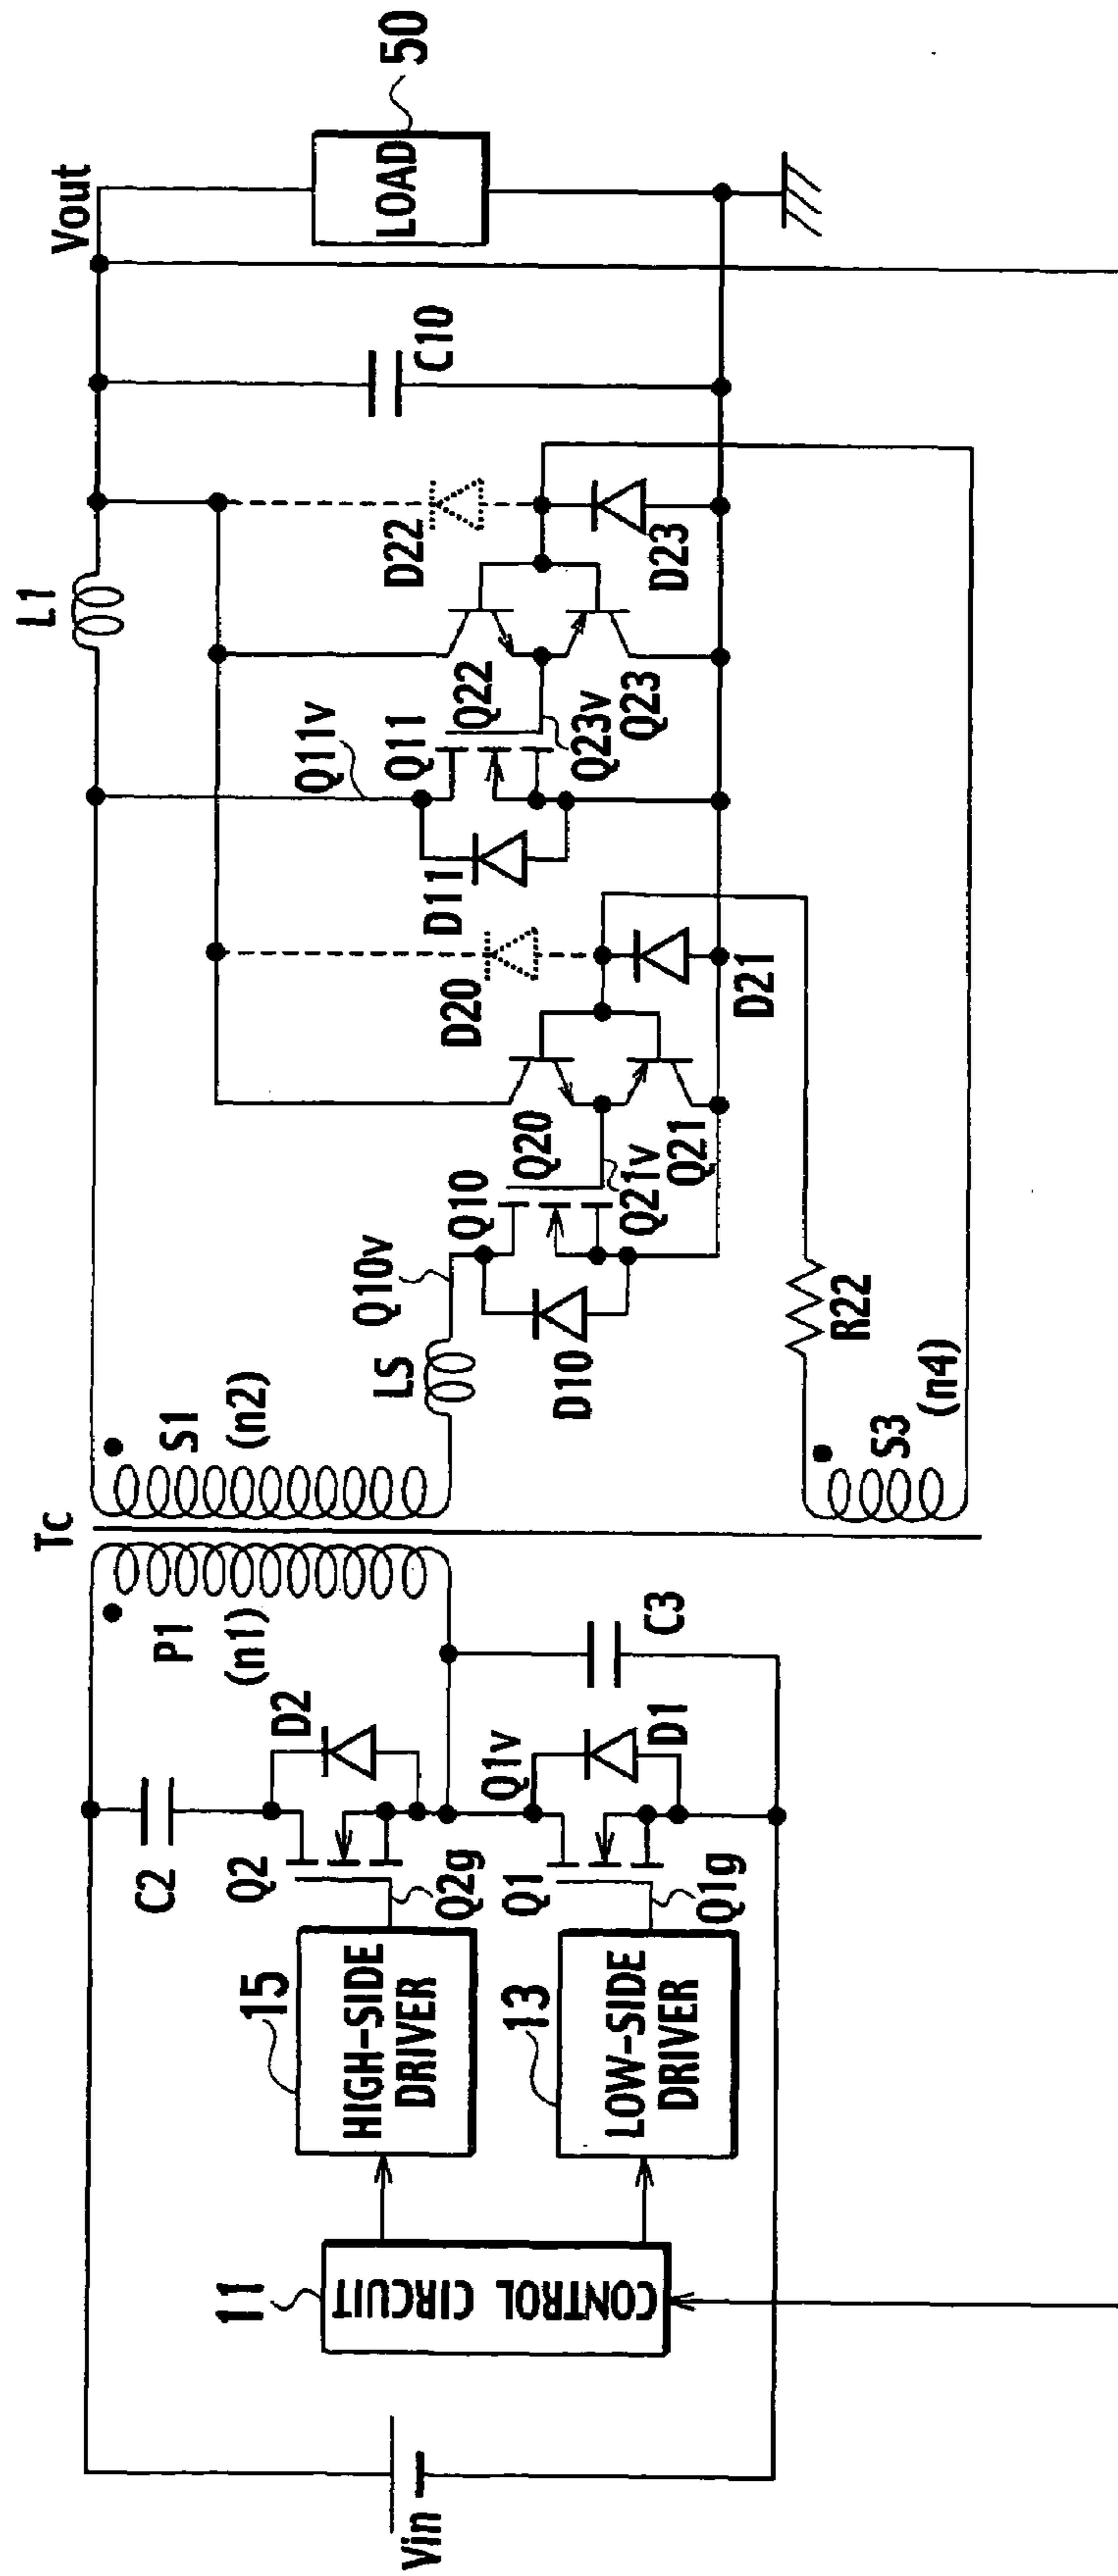 Vin
11
CONTROL CIRCUIT
15
HIGH-SIDE
DRIVER
13
LOW-SIDE
DRIVER
C2
Q2
Q2g
D2
Q1
Q1g
Q1v
D1
C3
P1
(n1)
Tc
S1
(n2)
LS
Q10v
Q10
D10
Q20
Q21v
Q21
D20
D21
R22
S3
(n4)
L1
Q11v
Q11
D11
Q22
Q23v
Q23
D22
D23
C10
Vout
LOAD
50